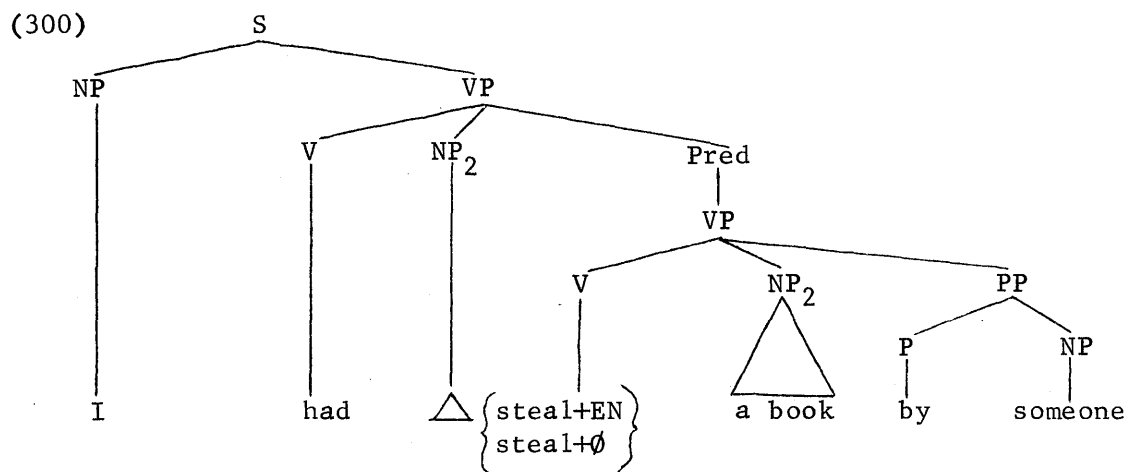 (300) S
NP VP
V NP₂ Pred
VP
V NP₂ PP
P NP
I had △ {steal+EN a book by someone
steal+Ø}